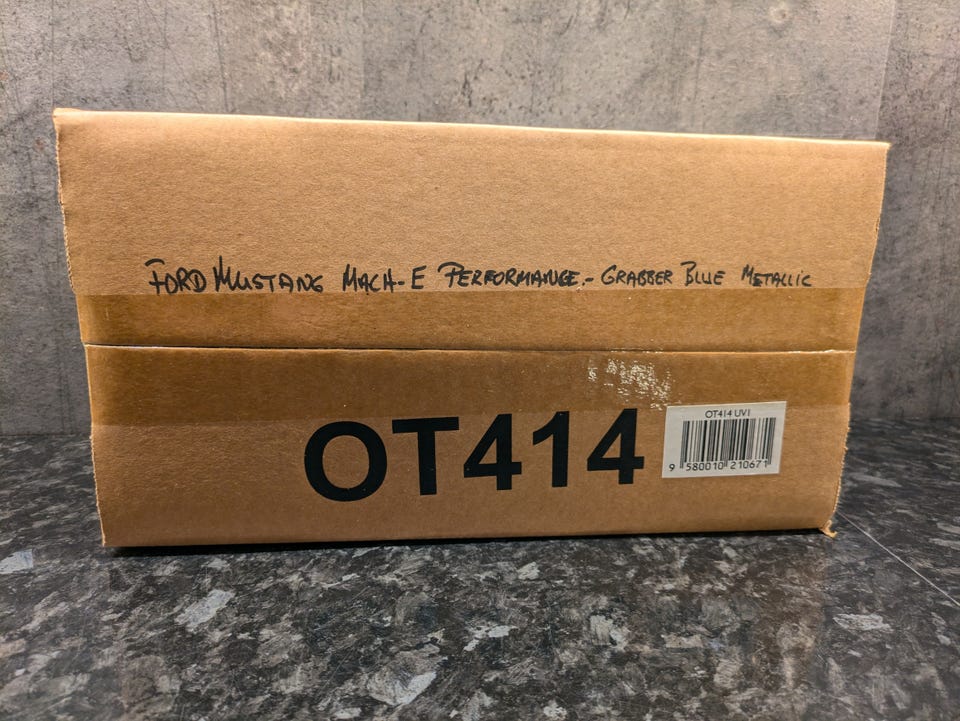 FORD MUSTANG MACH-E PERFORMANCE - GRABBER BLUE METALLIC
OT414
OT414 UVI
9 580010 210671